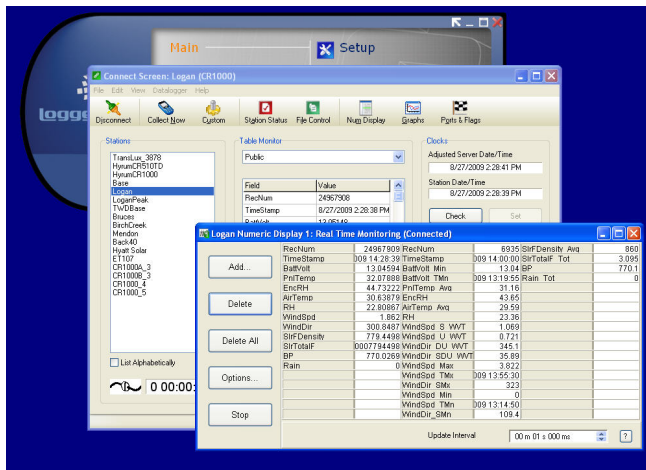 Main
Setup
Logge
Connect Screen: Logan (CR1000)
File Edit View Datalogger Help
Disconnect Collect Now Custom Station Status File Control Num Display Graphs Ports & Flags
Stations
TransLux_3878
HyrumCR510TD
HyrumCR1000
Base
Logan
LoganPeak
TWDBase
Bruces
BirchCreek
Mendon
Back40
Hyatt Solar
ET107
CR1000A_3
CR1000B_3
CR1000_4
CR1000_5
List Alphabetically
0 00:00:
Table Monitor
Public
Field Value
RecNum 24967908
TimeStamp 8/27/2009 2:28:38 PM
BattVolt 13.05148
Clocks
Adjusted Server Date/Time
8/27/2009 2:28:41 PM
Station Date/Time
8/27/2009 2:28:39 PM
Check Set
Logan Numeric Display 1: Real Time Monitoring (Connected)
Add...
Delete
Delete All
Options...
Stop
RecNum 24967909 RecNum 6935 SlrFDensity_Avg 860
TimeStamp 009 14:28:39 TimeStamp 009 14:00:00 SlrTotalF_Tot 3.095
BattVolt 13.04594 BattVolt_Min 13.04 BP 770.1
PnlTemp 32.07880 BattVolt_TMn 009 13:19:55 Rain_Tot 0
EncRH 44.73222 PnlTemp_Avg 31.16
AirTemp 30.63879 EncRH 43.65
RH 22.80867 AirTemp_Avg 29.59
WindSpd 1.862 RH 23.36
WindDir 300.8487 WindSpd_S_WVT 1.069
SlrFDensity 779.4498 WindSpd_U_WVT 0.721
SlrTotalF 0007794498 WindDir_DU_WVT 345.1
BP 770.0269 WindDir_SDU_WVT 35.89
Rain 0 WindSpd_Max 3.822
WindSpd_TMx 009 13:55:30
WindDir_SMx 323
WindSpd_Min 0
WindSpd_TMn 009 13:14:50
WindDir_SMn 109.4
Update Interval 00 m 01 s 000 ms ?